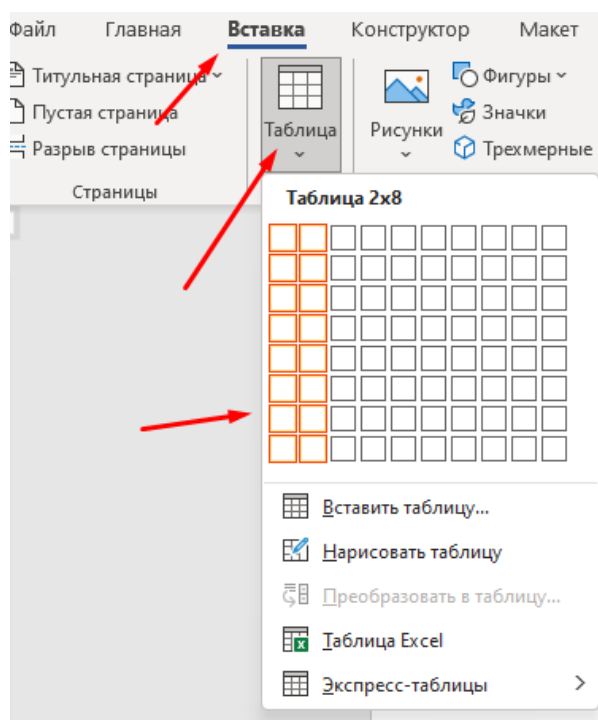 Файл Главная Вставка Конструктор Макет
Титульная страница
Пустая страница
Разрыв страницы
Страницы
Таблица
Рисунки
Фигуры
Значки
Трехмерные
Таблица 2x8
Вставить таблицу...
Нарисовать таблицу
Преобразовать в таблицу...
Таблица Excel
Экспресс-таблицы